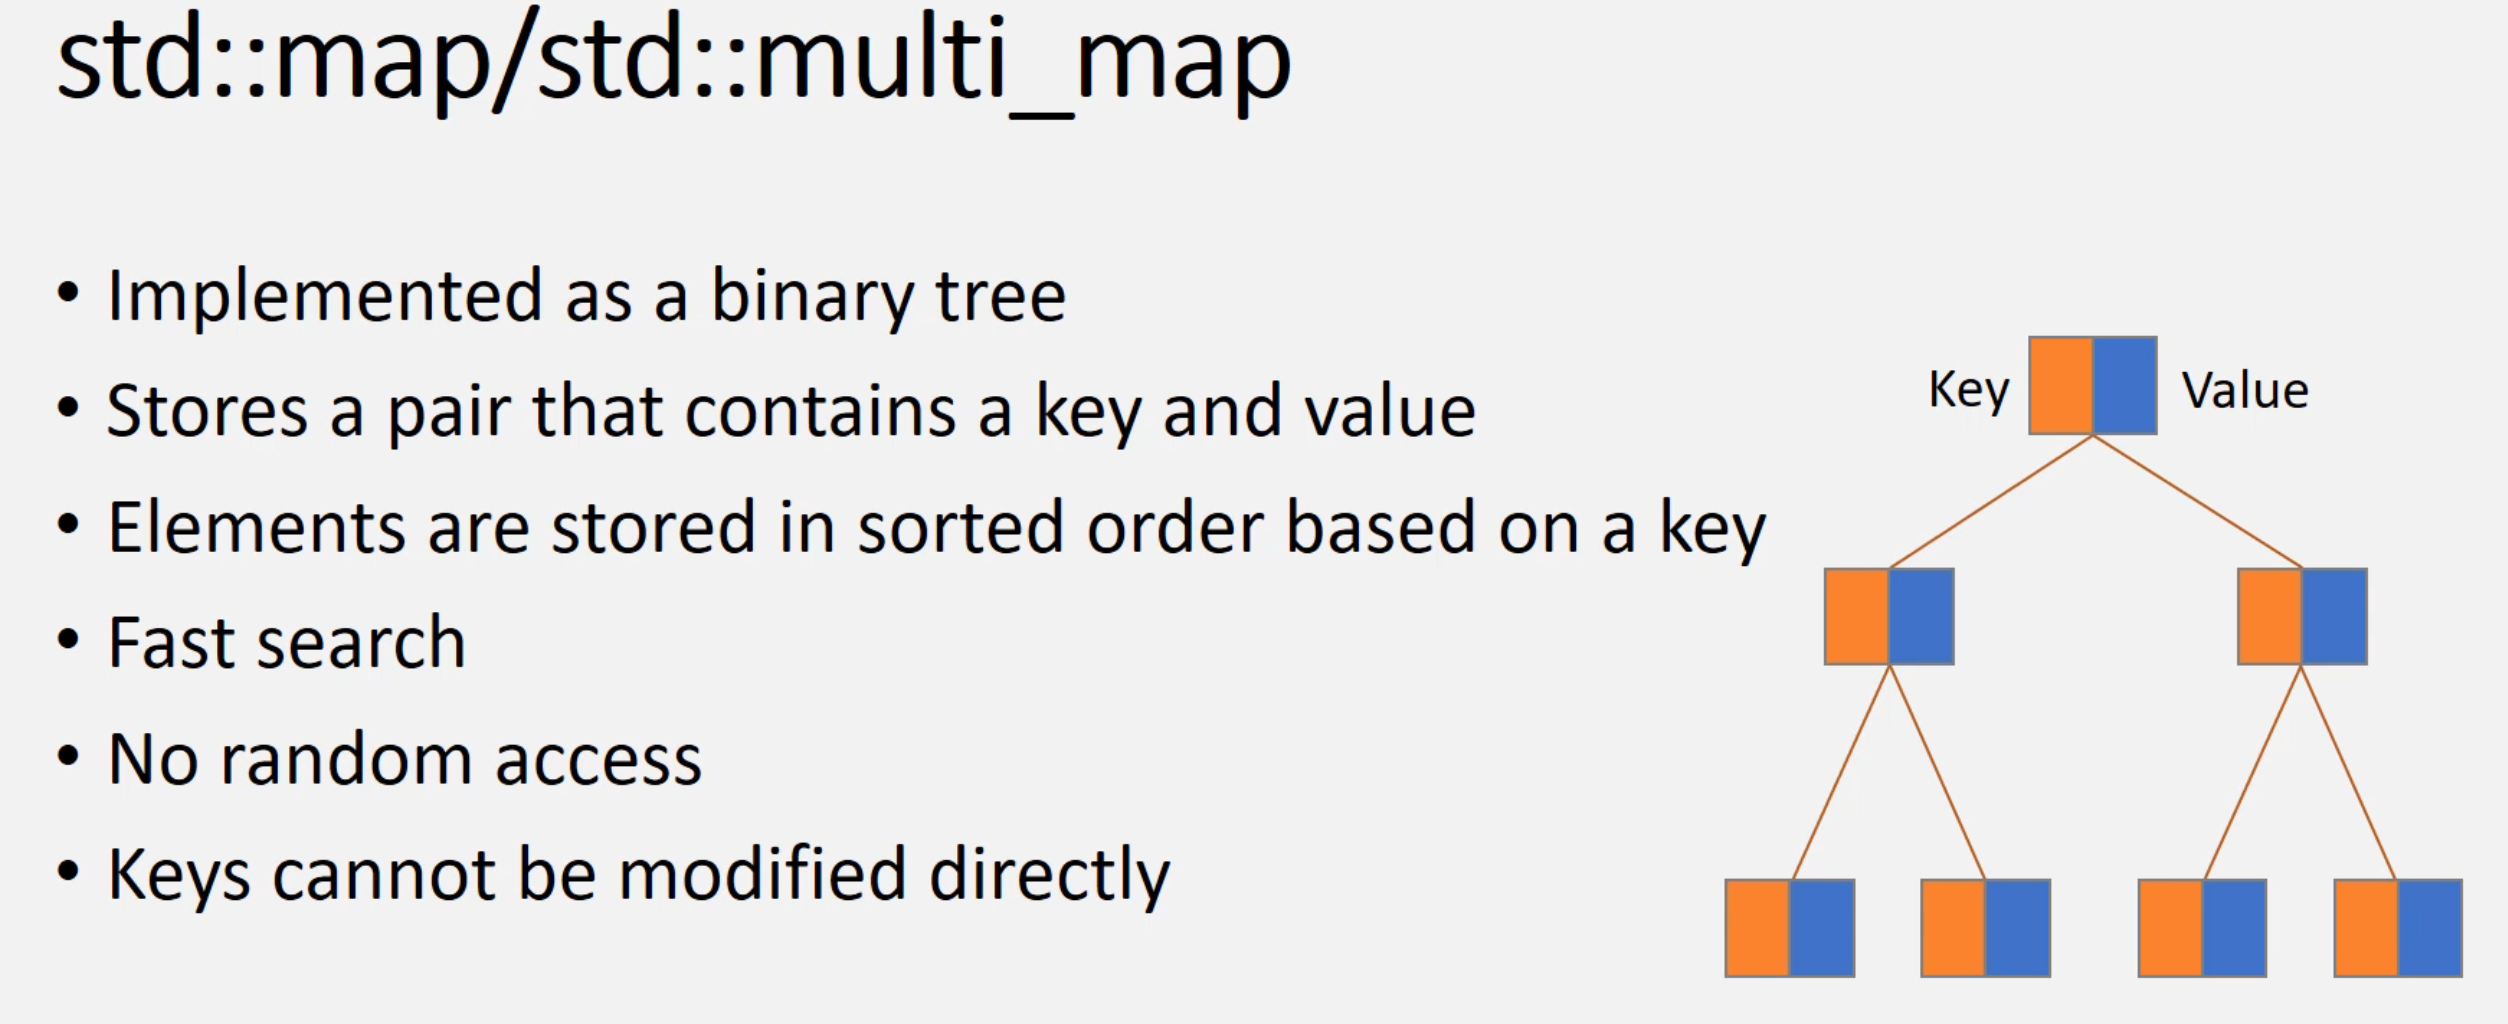 std::map/std::multi_map
• Implemented as a binary tree
• Stores a pair that contains a key and value
• Elements are stored in sorted order based on a key
• Fast search
• No random access
• Keys cannot be modified directly
Key
Value